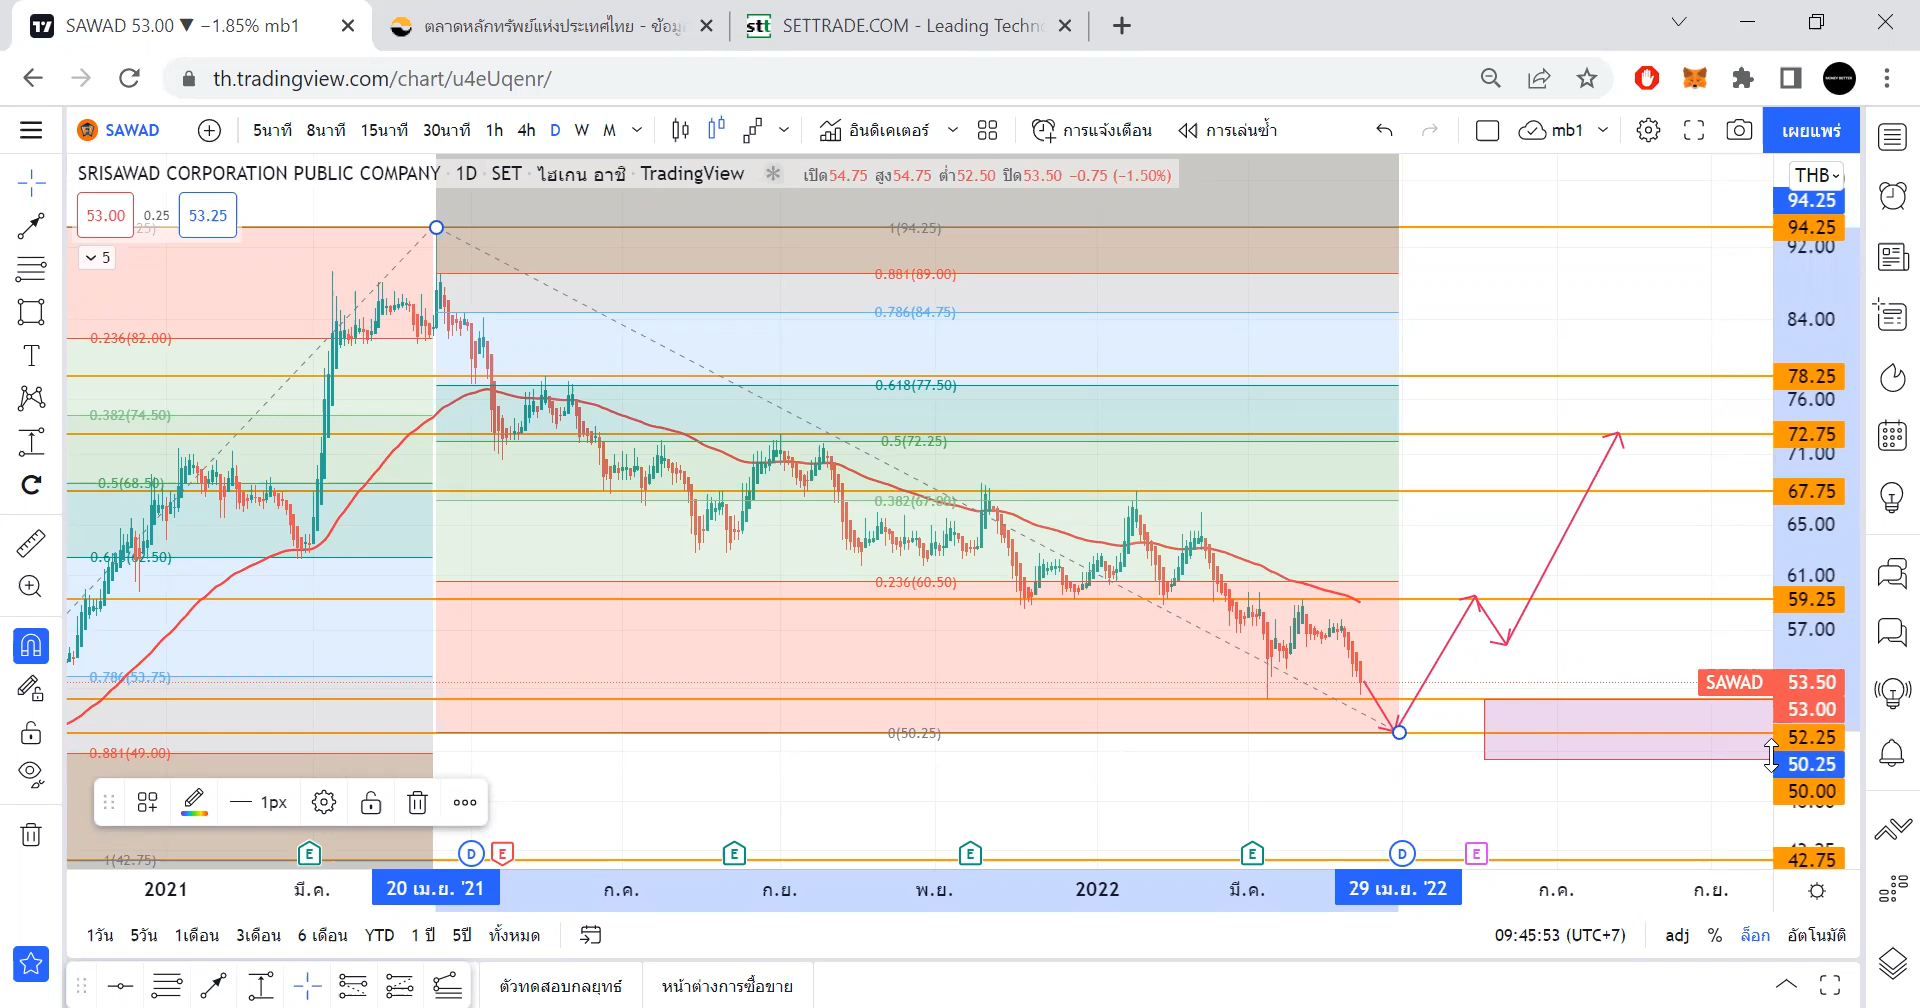 SAWAD 53.00 ▼ −1.85% mb1
ตลาดหลักทรัพย์แห่งประเทศไทย - ข้อมูล
stt SETTRADE.COM - Leading Techno
th.tradingview.com/chart/u4eUqenr/
SAWAD 5นาที 8นาที 15นาที 30นาที 1h 4h D W M อินดิเคเตอร์ การแจ้งเตือน การเล่นซ้ำ mb1 เผยแพร่
SRISAWAD CORPORATION PUBLIC COMPANY · 1D · SET · ไฮเกน อาชิ · TradingView เปิด54.75 สูง54.75 ต่ำ52.50 ปิด53.50 −0.75 (−1.50%)
THB
53.00 0.25 53.25
5
94.25
94.25
92.00
84.00
78.25
76.00
72.75
71.00
67.75
65.00
61.00
59.25
57.00
SAWAD 53.50
53.00
52.25
50.25
50.00
42.75
1(94.25)
0.881(89.00)
0.786(84.75)
0.618(77.50)
0.5(72.25)
0.382(67.00)
0.236(60.50)
0(50.25)
0.236(82.00)
0.382(74.50)
0.5(68.50)
0.618(62.50)
0.786(53.75)
0.881(49.00)
1(42.75)
1px
E D E E E E D E
2021 มี.ค. 20 เม.ย. '21 ก.ค. ก.ย. พ.ย. 2022 มี.ค. 29 เม.ย. '22 ก.ค. ก.ย.
1วัน 5วัน 1เดือน 3เดือน 6 เดือน YTD 1 ปี 5ปี ทั้งหมด 09:45:53 (UTC+7) adj % ล็อก อัตโนมัติ
ตัวทดสอบกลยุทธ์ หน้าต่างการซื้อขาย